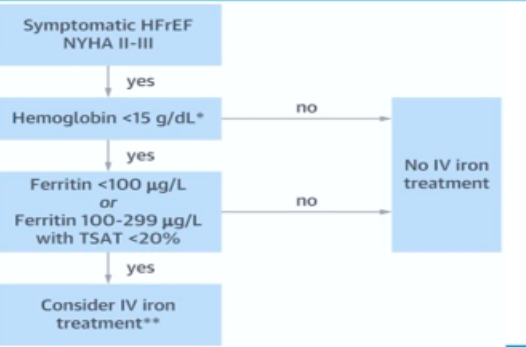 Symptomatic HFrEF
NYHA II-III
yes
Hemoglobin <15 g/dL*
no
yes
Ferritin <100 µg/L
or
Ferritin 100-299 µg/L
with TSAT <20%
no
No IV iron
treatment
yes
Consider IV iron
treatment**